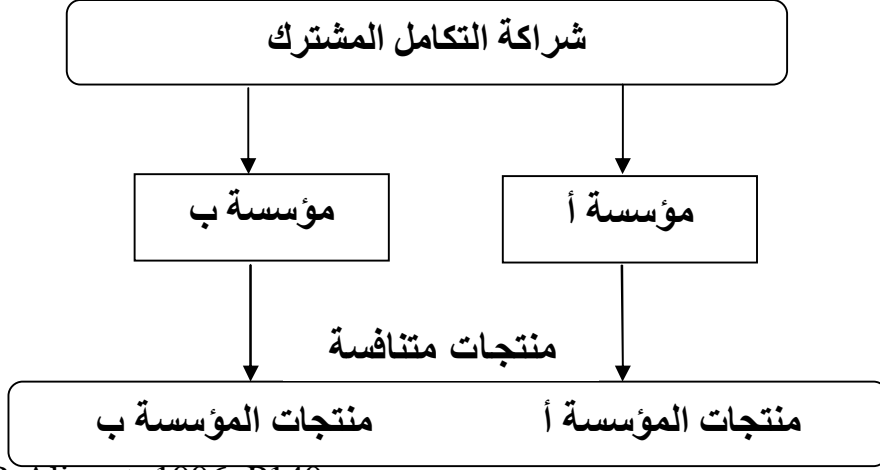 شراكة التكامل المشترك
مؤسسة أ مؤسسة ب
منتجات متنافسة
منتجات المؤسسة أ منتجات المؤسسة ب